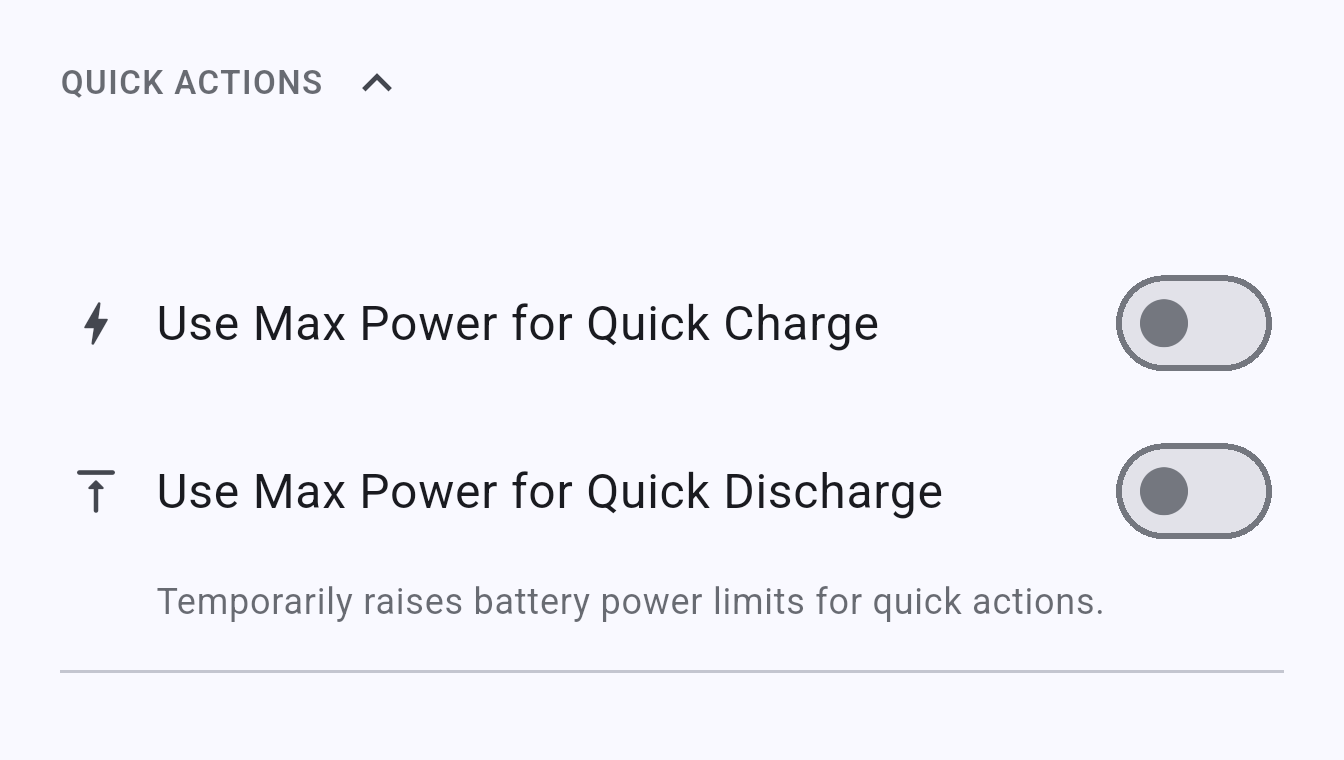 QUICK ACTIONS
Use Max Power for Quick Charge
Use Max Power for Quick Discharge
Temporarily raises battery power limits for quick actions.